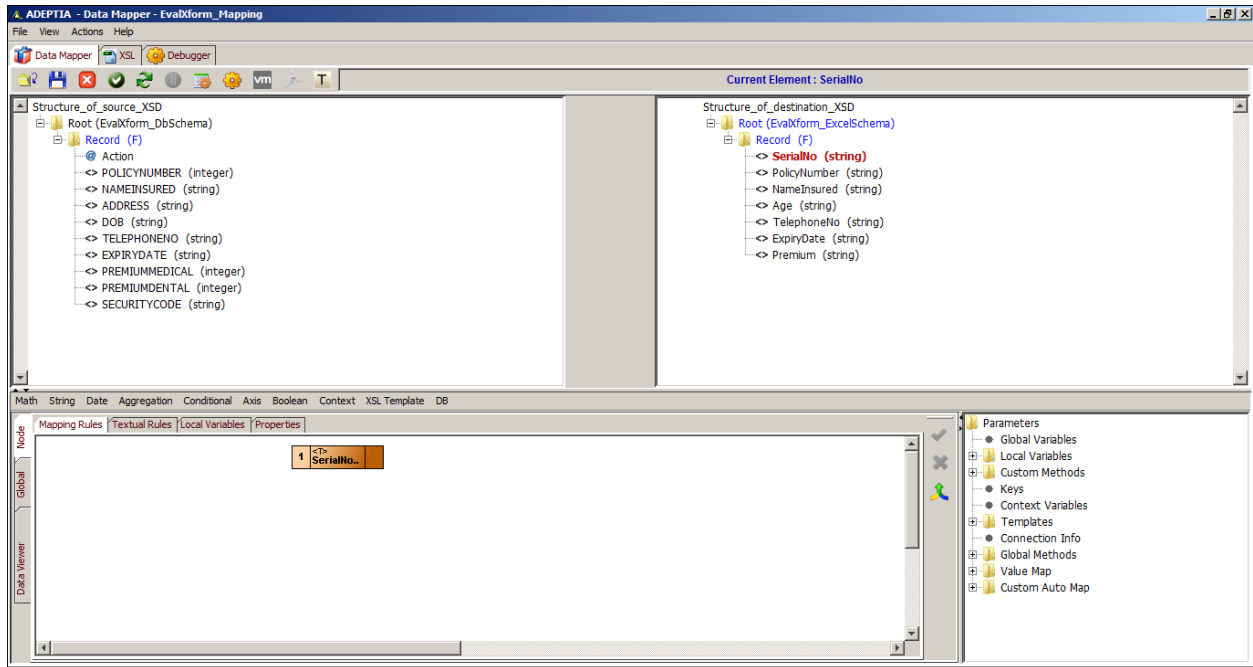 ADEPTIA - Data Mapper - EvalXform_Mapping
File View Actions Help
Data Mapper XSL Debugger
vm T Current Element : SerialNo
Structure_of_source_XSD
Root (EvalXform_DbSchema)
Record (F)
@ Action
<> POLICYNUMBER (integer)
<> NAMEINSURED (string)
<> ADDRESS (string)
<> DOB (string)
<> TELEPHONENO (string)
<> EXPIRYDATE (string)
<> PREMIUMMEDICAL (integer)
<> PREMIUMDENTAL (integer)
<> SECURITYCODE (string)
Structure_of_destination_XSD
Root (EvalXform_ExcelSchema)
Record (F)
<> SerialNo (string)
<> PolicyNumber (string)
<> NameInsured (string)
<> Age (string)
<> TelephoneNo (string)
<> ExpiryDate (string)
<> Premium (string)
Math String Date Aggregation Conditional Axis Boolean Context XSL Template DB
Node
Global
Data Viewer
Mapping Rules Textual Rules Local Variables Properties
1 <T>
SerialNo..
Parameters
Global Variables
Local Variables
Custom Methods
Keys
Context Variables
Templates
Connection Info
Global Methods
Value Map
Custom Auto Map